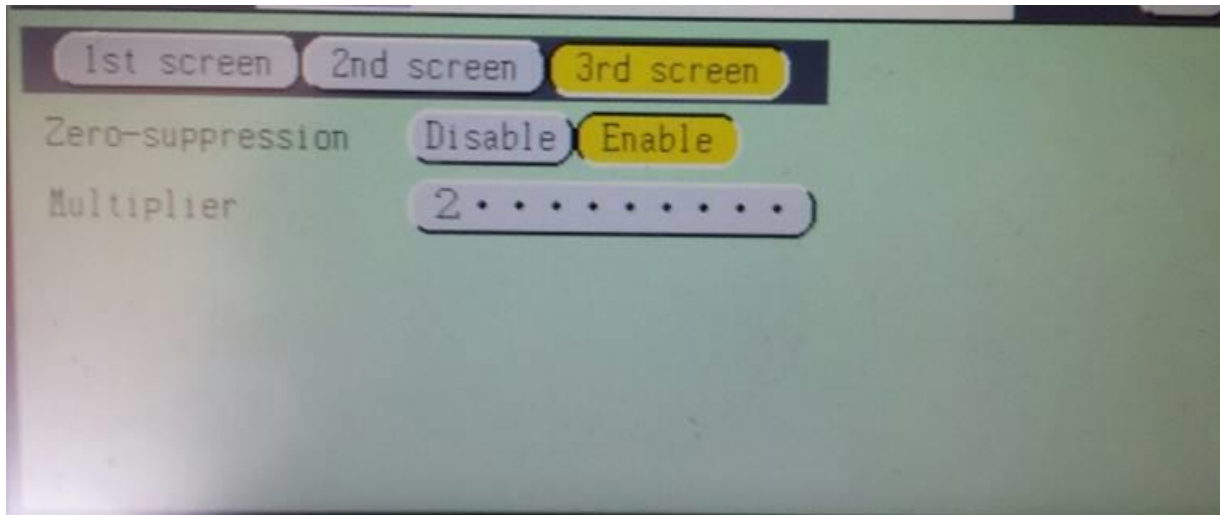 1st screen 2nd screen 3rd screen
Zero-suppression Disable Enable
Multiplier 2·········